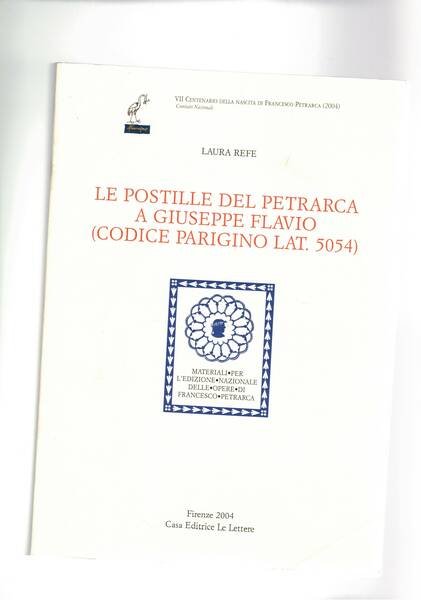 VII CENTENARIO DELLA NASCITA DI FRANCESCO PETRARCA (2004)
Comitato Nazionale
LAURA REFE
LE POSTILLE DEL PETRARCA
A GIUSEPPE FLAVIO
(CODICE PARIGINO LAT. 5054)
MATERIALI•PER
L'EDIZIONE•NAZIONALE
DELLE•OPERE•DI
FRANCESCO•PETRARCA
Firenze 2004
Casa Editrice Le Lettere